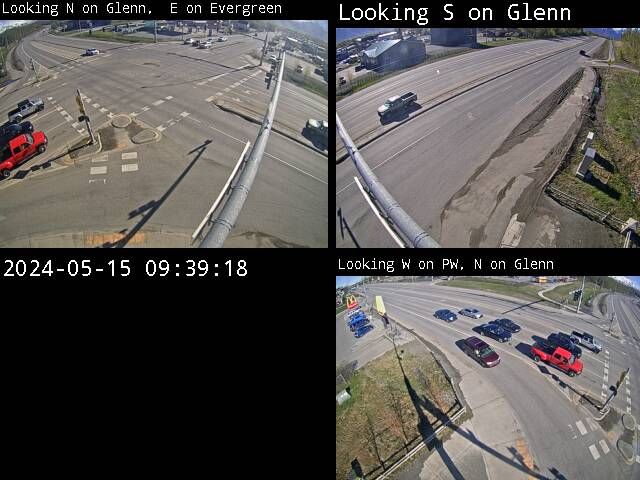 Looking N on Glenn,  E on Evergreen
Looking S on Glenn
2024-05-15 09:39:18
Looking W on PW, N on Glenn